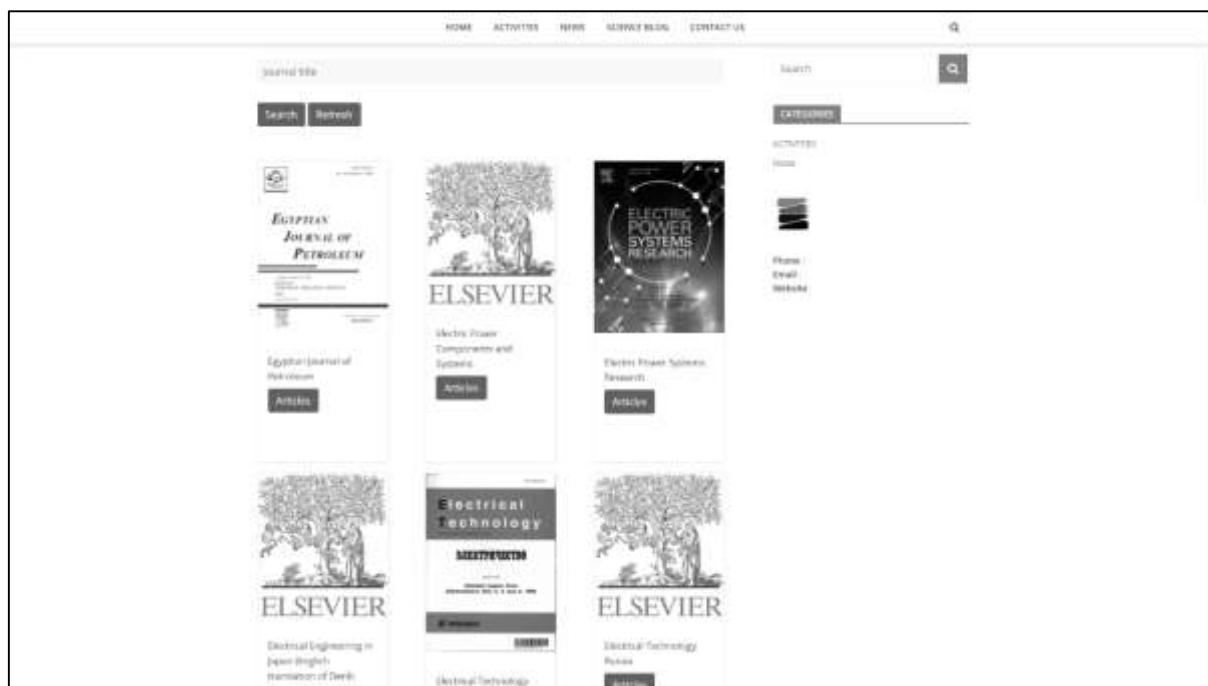 HOME ACTIVITIES NEWS SCIENCE BLOG CONTACT US
Journal title
Search
Search Refresh
CATEGORIES
ACTIVITIES
News
Phone :
Email :
Website
EGYPTIAN
JOURNAL OF
PETROLEUM
Egyptian Journal of
Petroleum
Articles
ELSEVIER
Electric Power
Components and
Systems
Articles
ELECTRIC
POWER
SYSTEMS
RESEARCH
Electric Power Systems
Research
Articles
ELSEVIER
Electrical Engineering in
Japan (English
translation of Denki
Electrical
Technology
ЭЛЕКТРИЧЕСТВО
Electrical Technology
ELSEVIER
Electrical Technology
Russia
Articles